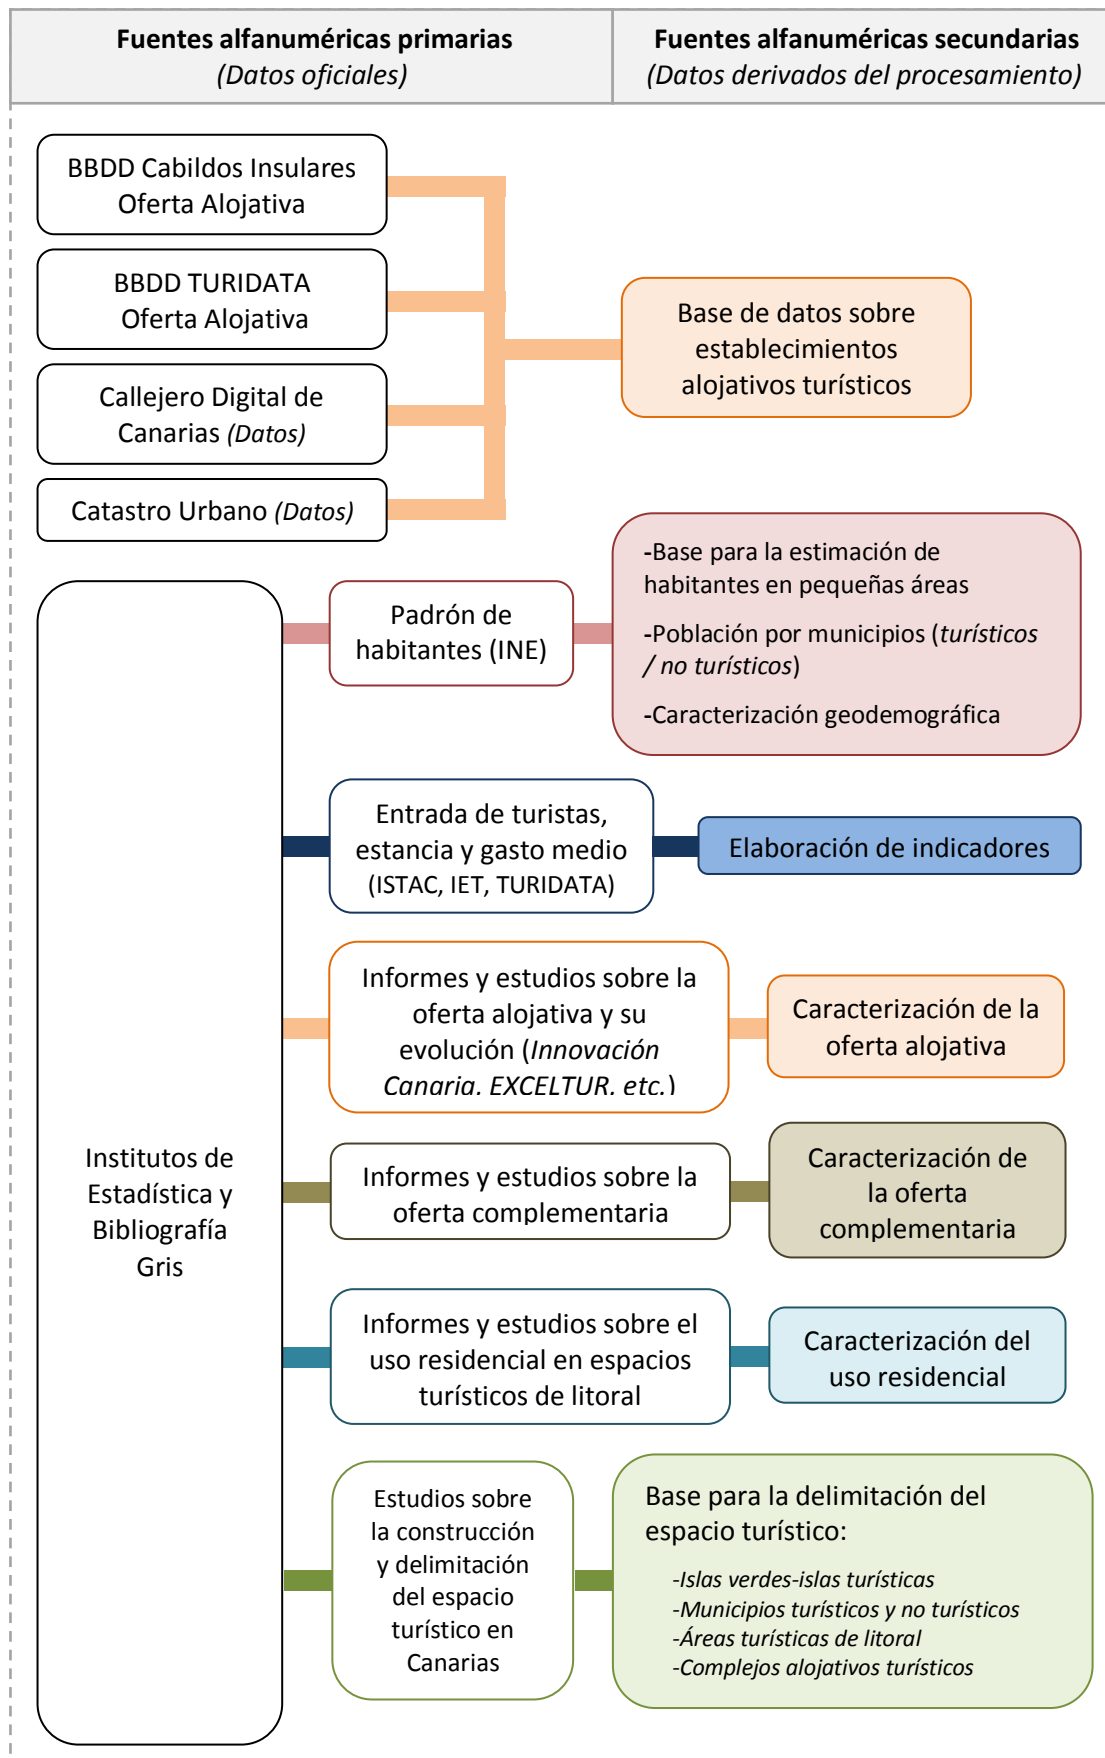 Fuentes alfanuméricas primarias
(Datos oficiales)
Fuentes alfanuméricas secundarias
(Datos derivados del procesamiento)
BBDD Cabildos Insulares
Oferta Alojativa
BBDD TURIDATA
Oferta Alojativa
Callejero Digital de
Canarias (Datos)
Catastro Urbano (Datos)
Base de datos sobre
establecimientos
alojativos turísticos
Institutos de
Estadística y
Bibliografía
Gris
Padrón de
habitantes (INE)
-Base para la estimación de
habitantes en pequeñas áreas
-Población por municipios (turísticos
/ no turísticos)
-Caracterización geodemográfica
Entrada de turistas,
estancia y gasto medio
(ISTAC, IET, TURIDATA)
Elaboración de indicadores
Informes y estudios sobre la
oferta alojativa y su
evolución (Innovación
Canaria, EXCELTUR, etc.)
Caracterización de la
oferta alojativa
Informes y estudios sobre la
oferta complementaria
Caracterización de
la oferta
complementaria
Informes y estudios sobre el
uso residencial en espacios
turísticos de litoral
Caracterización del
uso residencial
Estudios sobre
la construcción
y delimitación
del espacio
turístico en
Canarias
Base para la delimitación del
espacio turístico:
-Islas verdes-islas turísticas
-Municipios turísticos y no turísticos
-Áreas turísticas de litoral
-Complejos alojativos turísticos